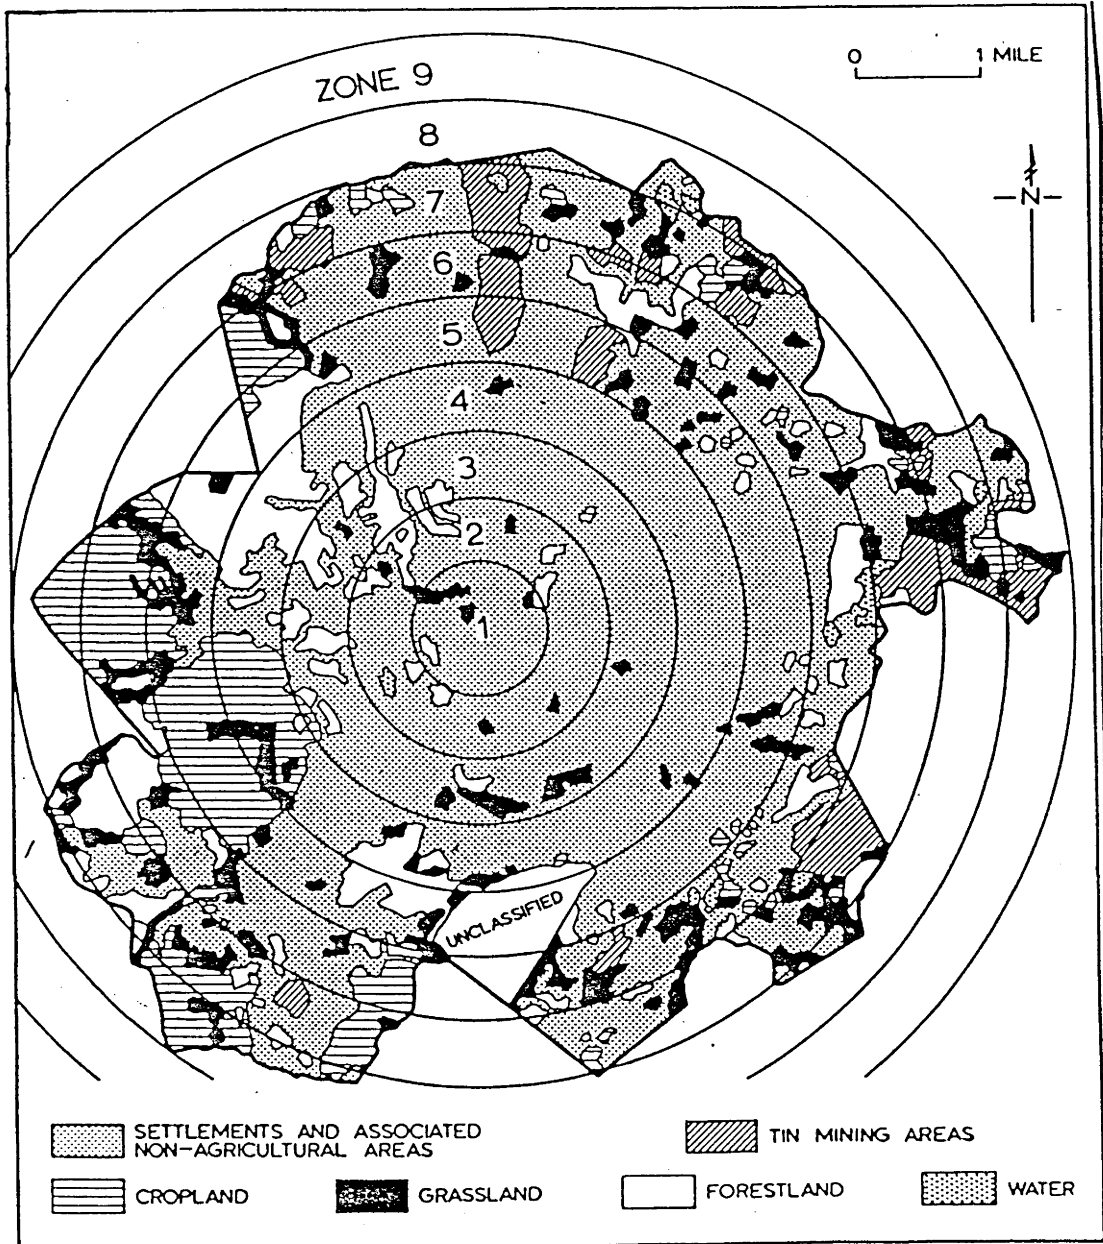 0 1 MILE
ZONE 9
8
7
6
5
4
3
2
1
N
UNCLASSIFIED
SETTLEMENTS AND ASSOCIATED
NON-AGRICULTURAL AREAS
TIN MINING AREAS
CROPLAND
GRASSLAND
FORESTLAND
WATER